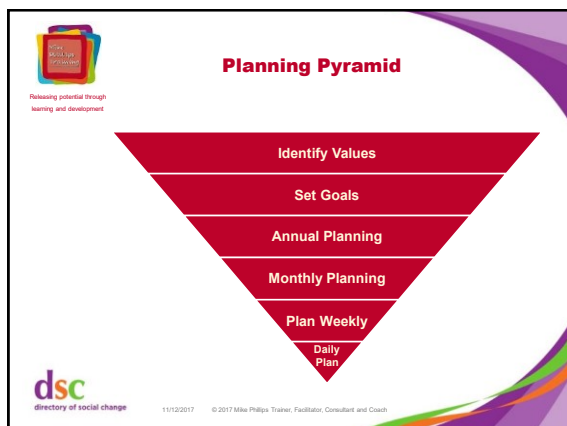 Planning Pyramid
Releasing potential through
learning and development
Identify Values
Set Goals
Annual Planning
Monthly Planning
Plan Weekly
Daily
Plan
dsc
directory of social change
11/12/2017 © 2017 Mike Phillips Trainer, Facilitator, Consultant and Coach